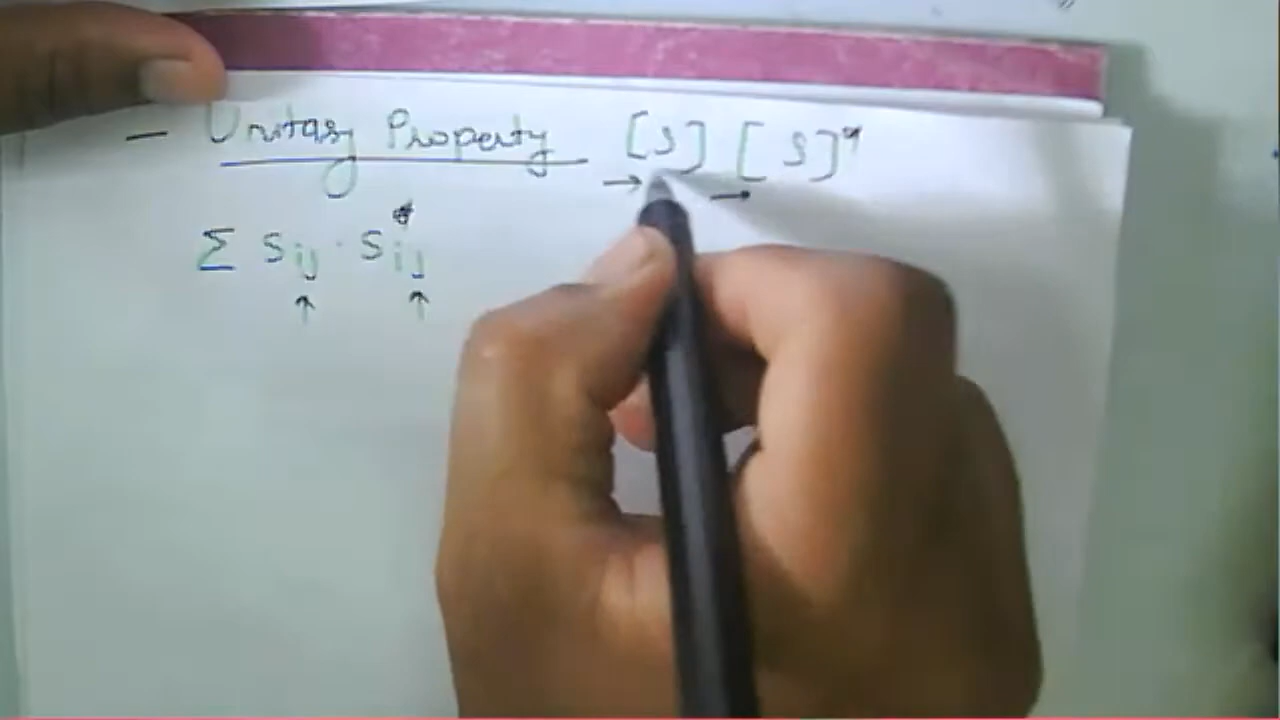 – Unitary Property [S] [S]*
Σ Sij · Sij*